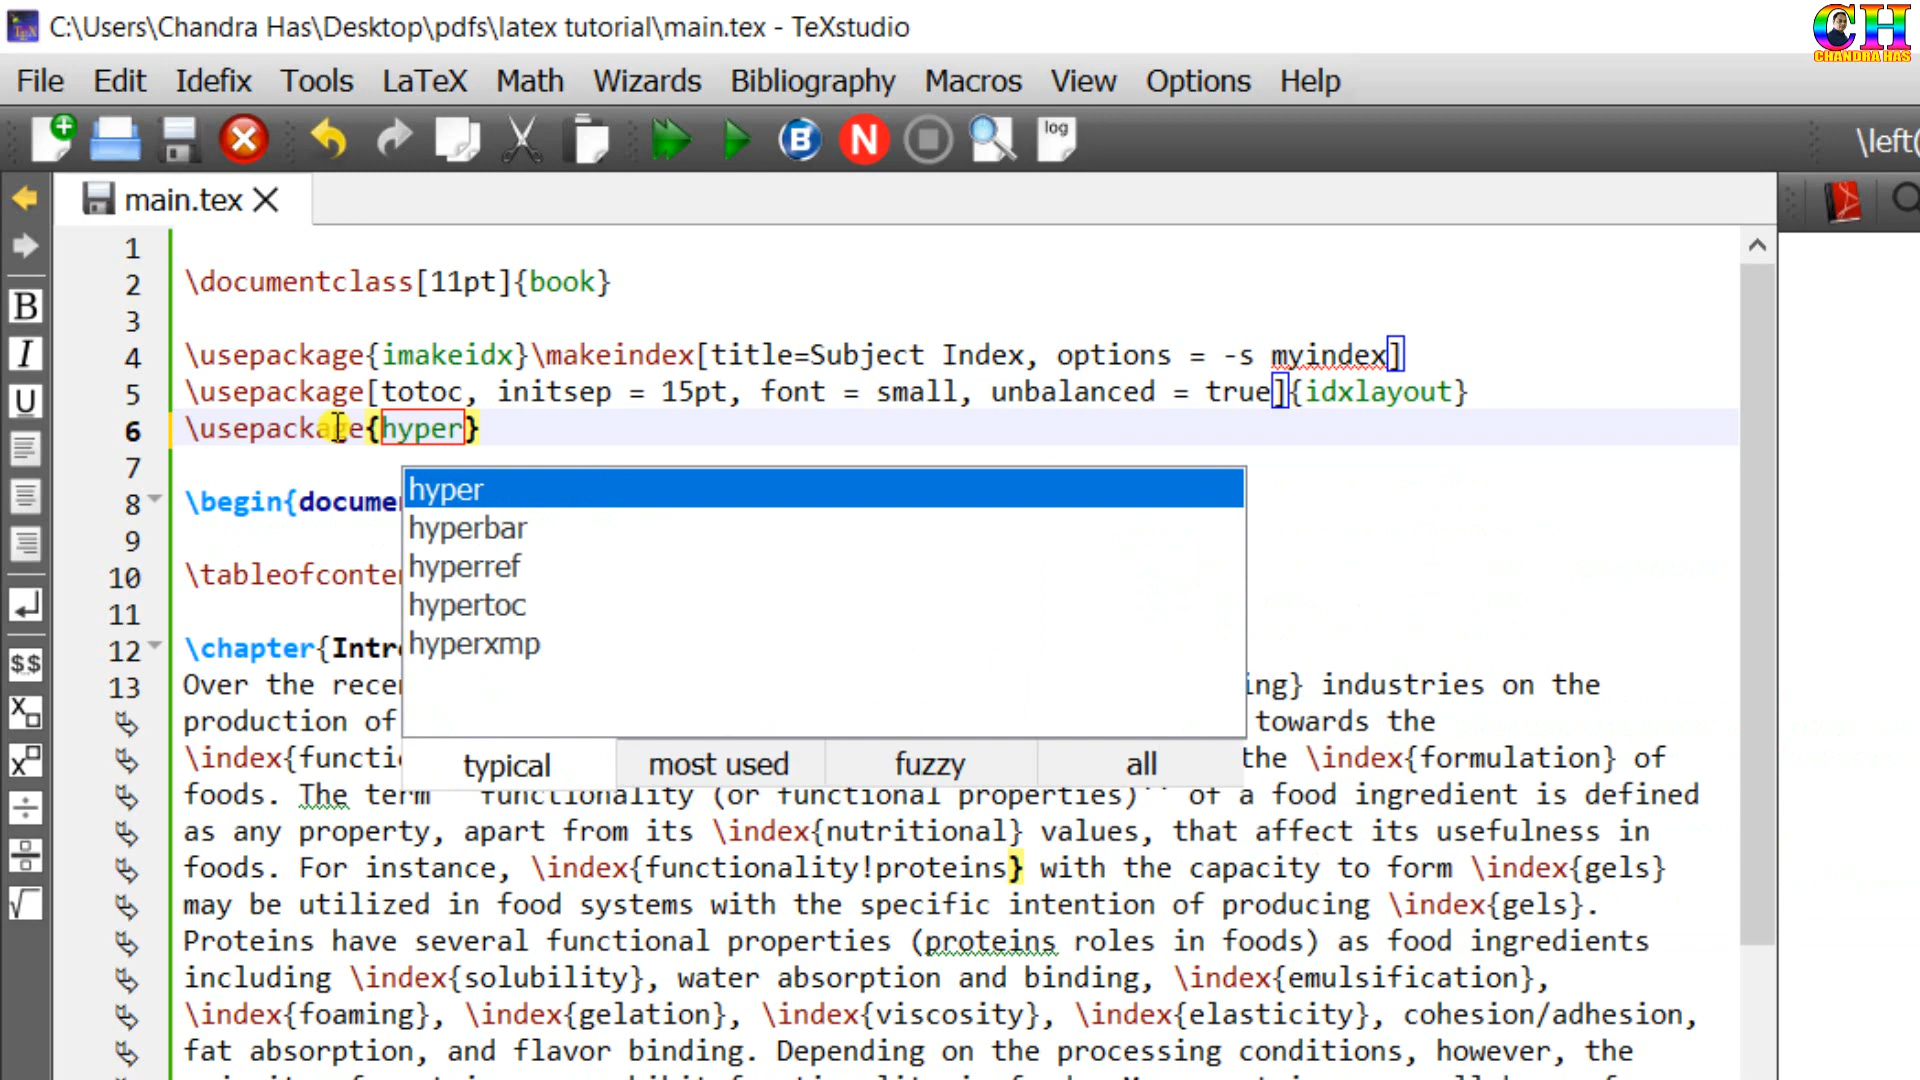 C:\Users\Chandra Has\Desktop\pdfs\latex tutorial\main.tex - TeXstudio
CH
CHANDRA HAS
File Edit Idefix Tools LaTeX Math Wizards Bibliography Macros View Options Help
B N log \left(
main.tex
1
2 \documentclass[11pt]{book}
3
4 \usepackage{imakeidx}\makeindex[title=Subject Index, options = -s myindex]
5 \usepackage[totoc, initsep = 15pt, font = small, unbalanced = true]{idxlayout}
6 \usepackage{hyper}
7
hyper
8 \begin{docume
hyperbar
9
hyperref
10 \tableofconte
hypertoc
11
hyperxmp
12 \chapter{Intr
13 Over the rece ing} industries on the
production of towards the
typical most used fuzzy all
\index{functi the \index{formulation} of
foods. The term functionality (or functional properties)'' of a food ingredient is defined
as any property, apart from its \index{nutritional} values, that affect its usefulness in
foods. For instance, \index{functionality!proteins} with the capacity to form \index{gels}
may be utilized in food systems with the specific intention of producing \index{gels}.
Proteins have several functional properties (proteins roles in foods) as food ingredients
including \index{solubility}, water absorption and binding, \index{emulsification},
\index{foaming}, \index{gelation}, \index{viscosity}, \index{elasticity}, cohesion/adhesion,
fat absorption, and flavor binding. Depending on the processing conditions, however, the
B
I
U
$$